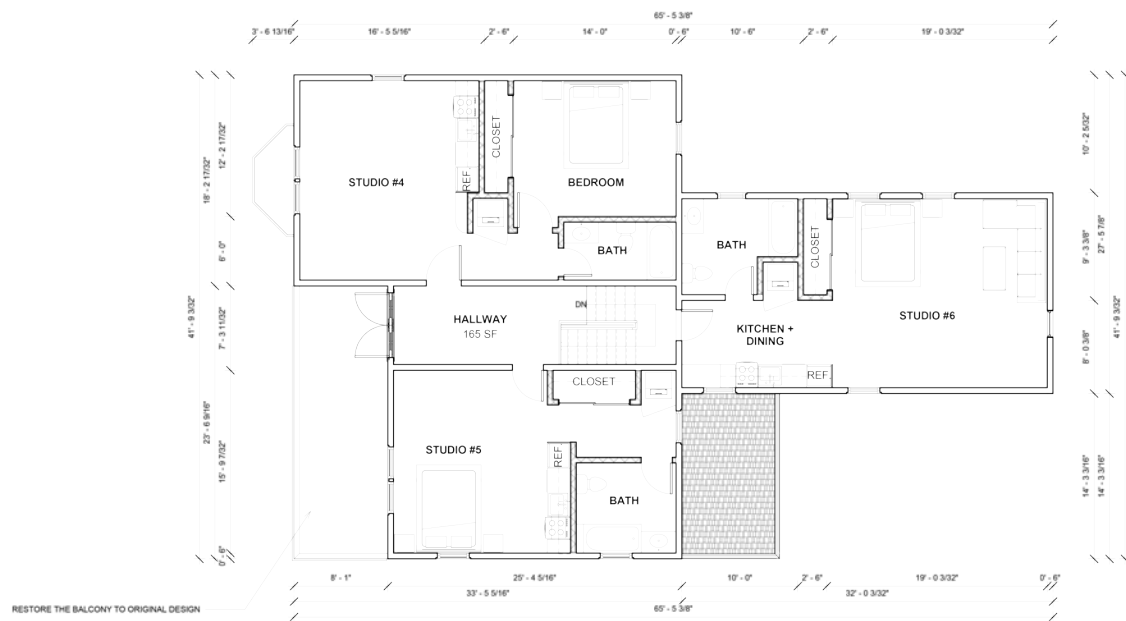 65' - 5 3/8"
3' - 6 13/16"
16' - 5 5/16"
2' - 6"
14' - 0"
0' - 6"
10' - 6"
2' - 6"
19' - 0 3/32"
41' - 9 3/32"
18' - 2 17/32"
12' - 2 17/32"
6' - 0"
7' - 3 11/32"
23' - 6 9/16"
15' - 9 7/32"
0' - 6"
STUDIO #4
REF.
CLOSET
BEDROOM
BATH
BATH
CLOSET
STUDIO #6
KITCHEN +
DINING
REF.
HALLWAY
165 SF
DN
CLOSET
STUDIO #5
REF.
BATH
10' - 2 5/32"
9' - 3 3/8"
27' - 5 7/8"
8' - 0 3/8"
41' - 9 3/32"
14' - 3 3/16"
14' - 3 3/16"
8' - 1"
25' - 4 5/16"
10' - 0"
2' - 6"
19' - 0 3/32"
0' - 6"
33' - 5 5/16"
32' - 0 3/32"
65' - 5 3/8"
RESTORE THE BALCONY TO ORIGINAL DESIGN